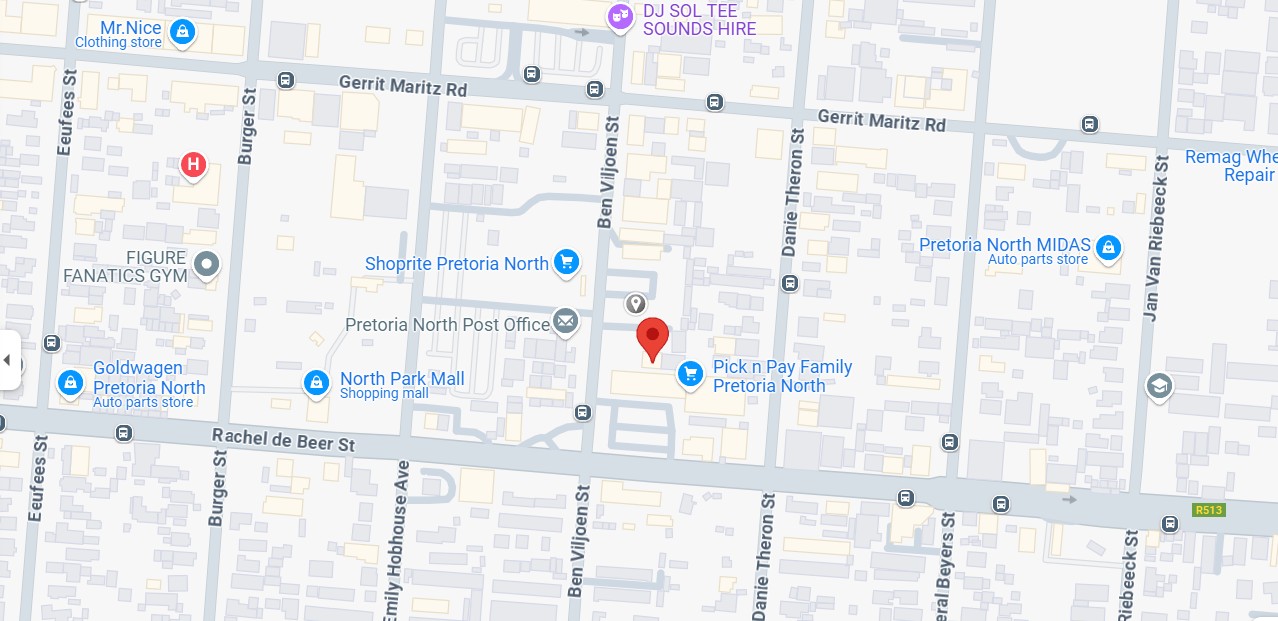 DJ SOL TEE
SOUNDS HIRE
Mr.Nice
Clothing store
Gerrit Maritz Rd
Gerrit Maritz Rd
Eeufees St
Burger St
Ben Viljoen St
Danie Theron St
Jan Van Riebeeck St
H
Remag Whe
Repair
FIGURE
FANATICS GYM
Shoprite Pretoria North
Pretoria North MIDAS
Auto parts store
Pretoria North Post Office
Goldwagen
Pretoria North
Auto parts store
North Park Mall
Shopping mall
Pick n Pay Family
Pretoria North
Rachel de Beer St
Eeufees St
Burger St
Emily Hobhouse Ave
Ben Viljoen St
Danie Theron St
eral Beyers St
Riebeeck St
R513